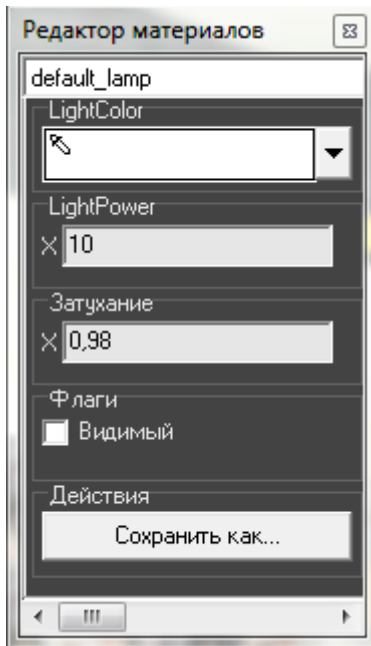 Редактор материалов
default_lamp
LightColor
LightPower
X 10
Затухание
X 0,98
Флаги
Видимый
Действия
Сохранить как...